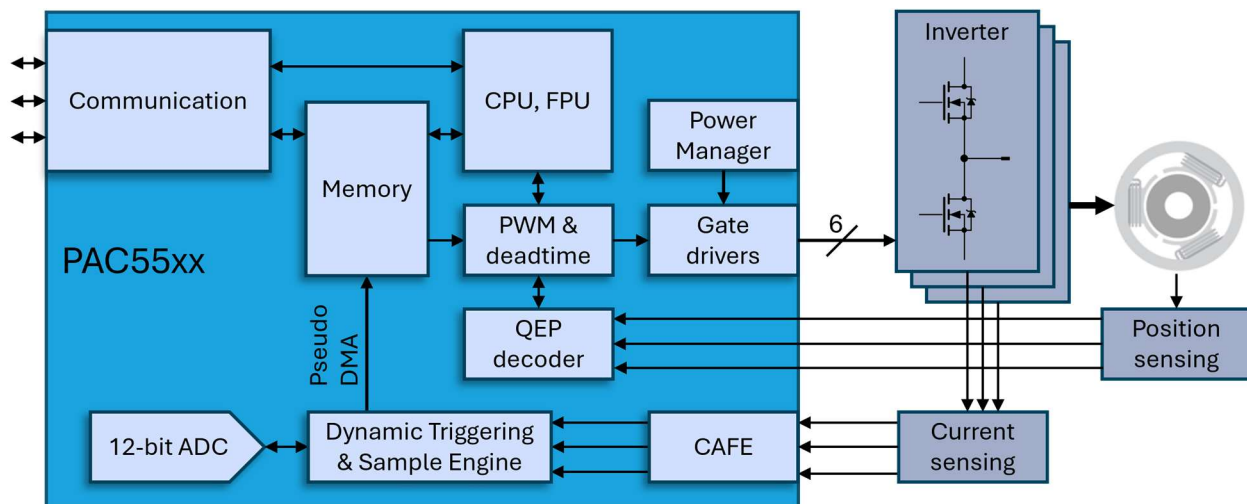 Communication
CPU, FPU
Memory
Power
Manager
PWM &
deadtime
Gate
drivers
6
Inverter
PAC55xx
Pseudo
DMA
QEP
decoder
Position
sensing
12-bit ADC
Dynamic Triggering
& Sample Engine
CAFE
Current
sensing